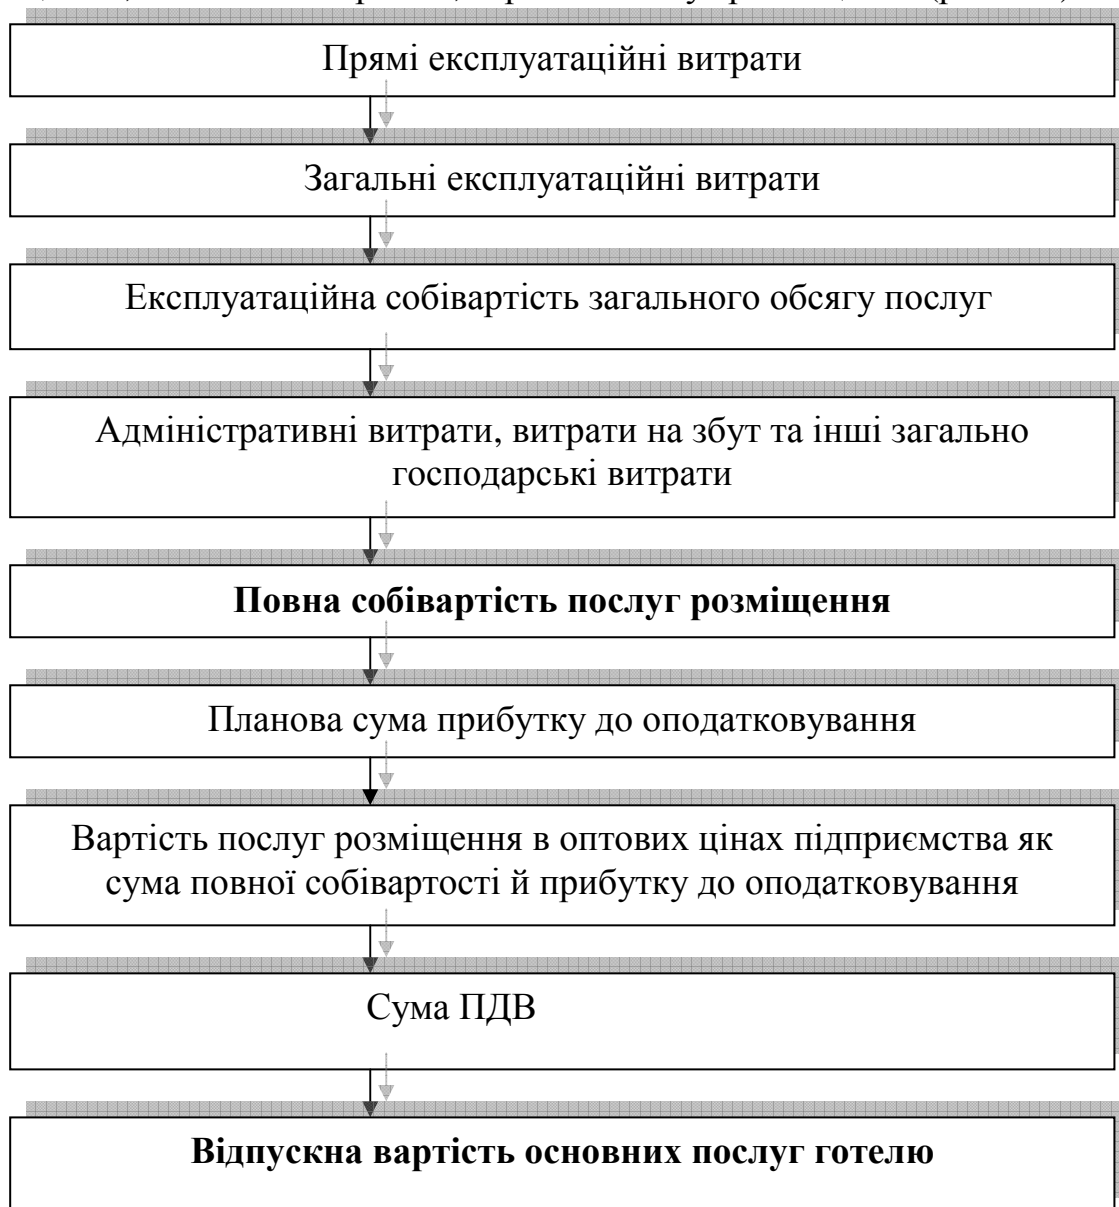 Прямі експлуатаційні витрати
Загальні експлуатаційні витрати
Експлуатаційна собівартість загального обсягу послуг
Адміністративні витрати, витрати на збут та інші загально
господарські витрати
Повна собівартість послуг розміщення
Планова сума прибутку до оподатковування
Вартість послуг розміщення в оптових цінах підприємства як
сума повної собівартості й прибутку до оподатковування
Сума ПДВ
Відпускна вартість основних послуг готелю